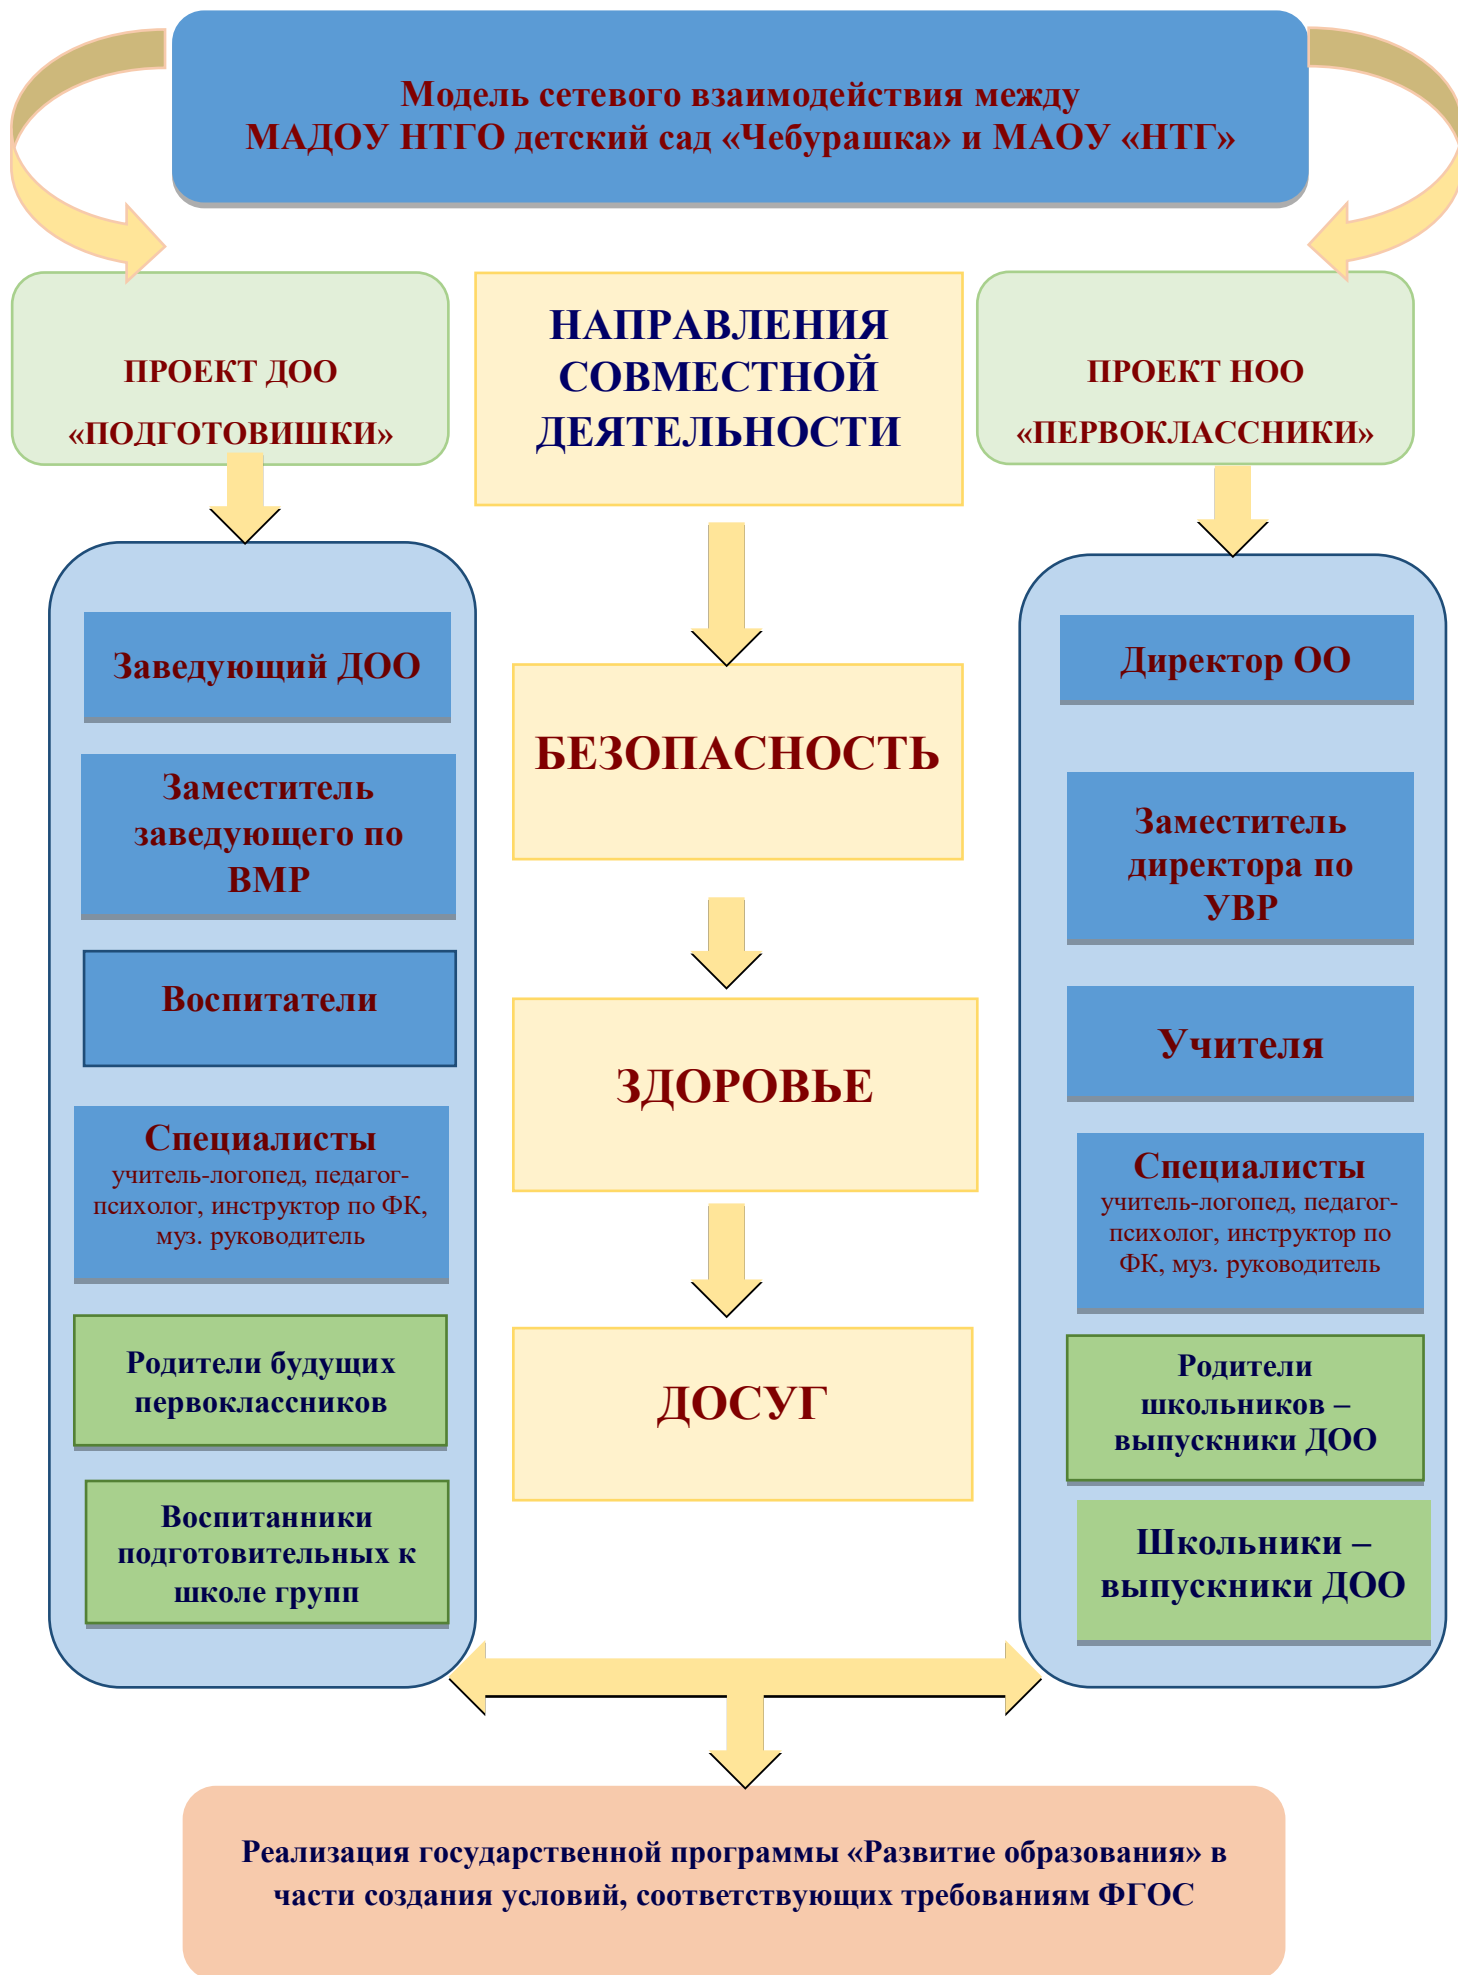 Модель сетевого взаимодействия между
МАДОУ НТГО детский сад «Чебурашка» и МАОУ «НТГ»
ПРОЕКТ ДОО
«ПОДГОТОВИШКИ»
НАПРАВЛЕНИЯ
СОВМЕСТНОЙ
ДЕЯТЕЛЬНОСТИ
ПРОЕКТ НОО
«ПЕРВОКЛАССНИКИ»
Заведующий ДОО
Заместитель
заведующего по
ВМР
Воспитатели
Специалисты
учитель-логопед, педагог-
психолог, инструктор по ФК,
муз. руководитель
Родители будущих
первоклассников
Воспитанники
подготовительных к
школе групп
БЕЗОПАСНОСТЬ
ЗДОРОВЬЕ
ДОСУГ
Директор ОО
Заместитель
директора по
УВР
Учителя
Специалисты
учитель-логопед, педагог-
психолог, инструктор по
ФК, муз. руководитель
Родители
школьников –
выпускники ДОО
Школьники –
выпускники ДОО
Реализация государственной программы «Развитие образования» в
части создания условий, соответствующих требованиям ФГОС